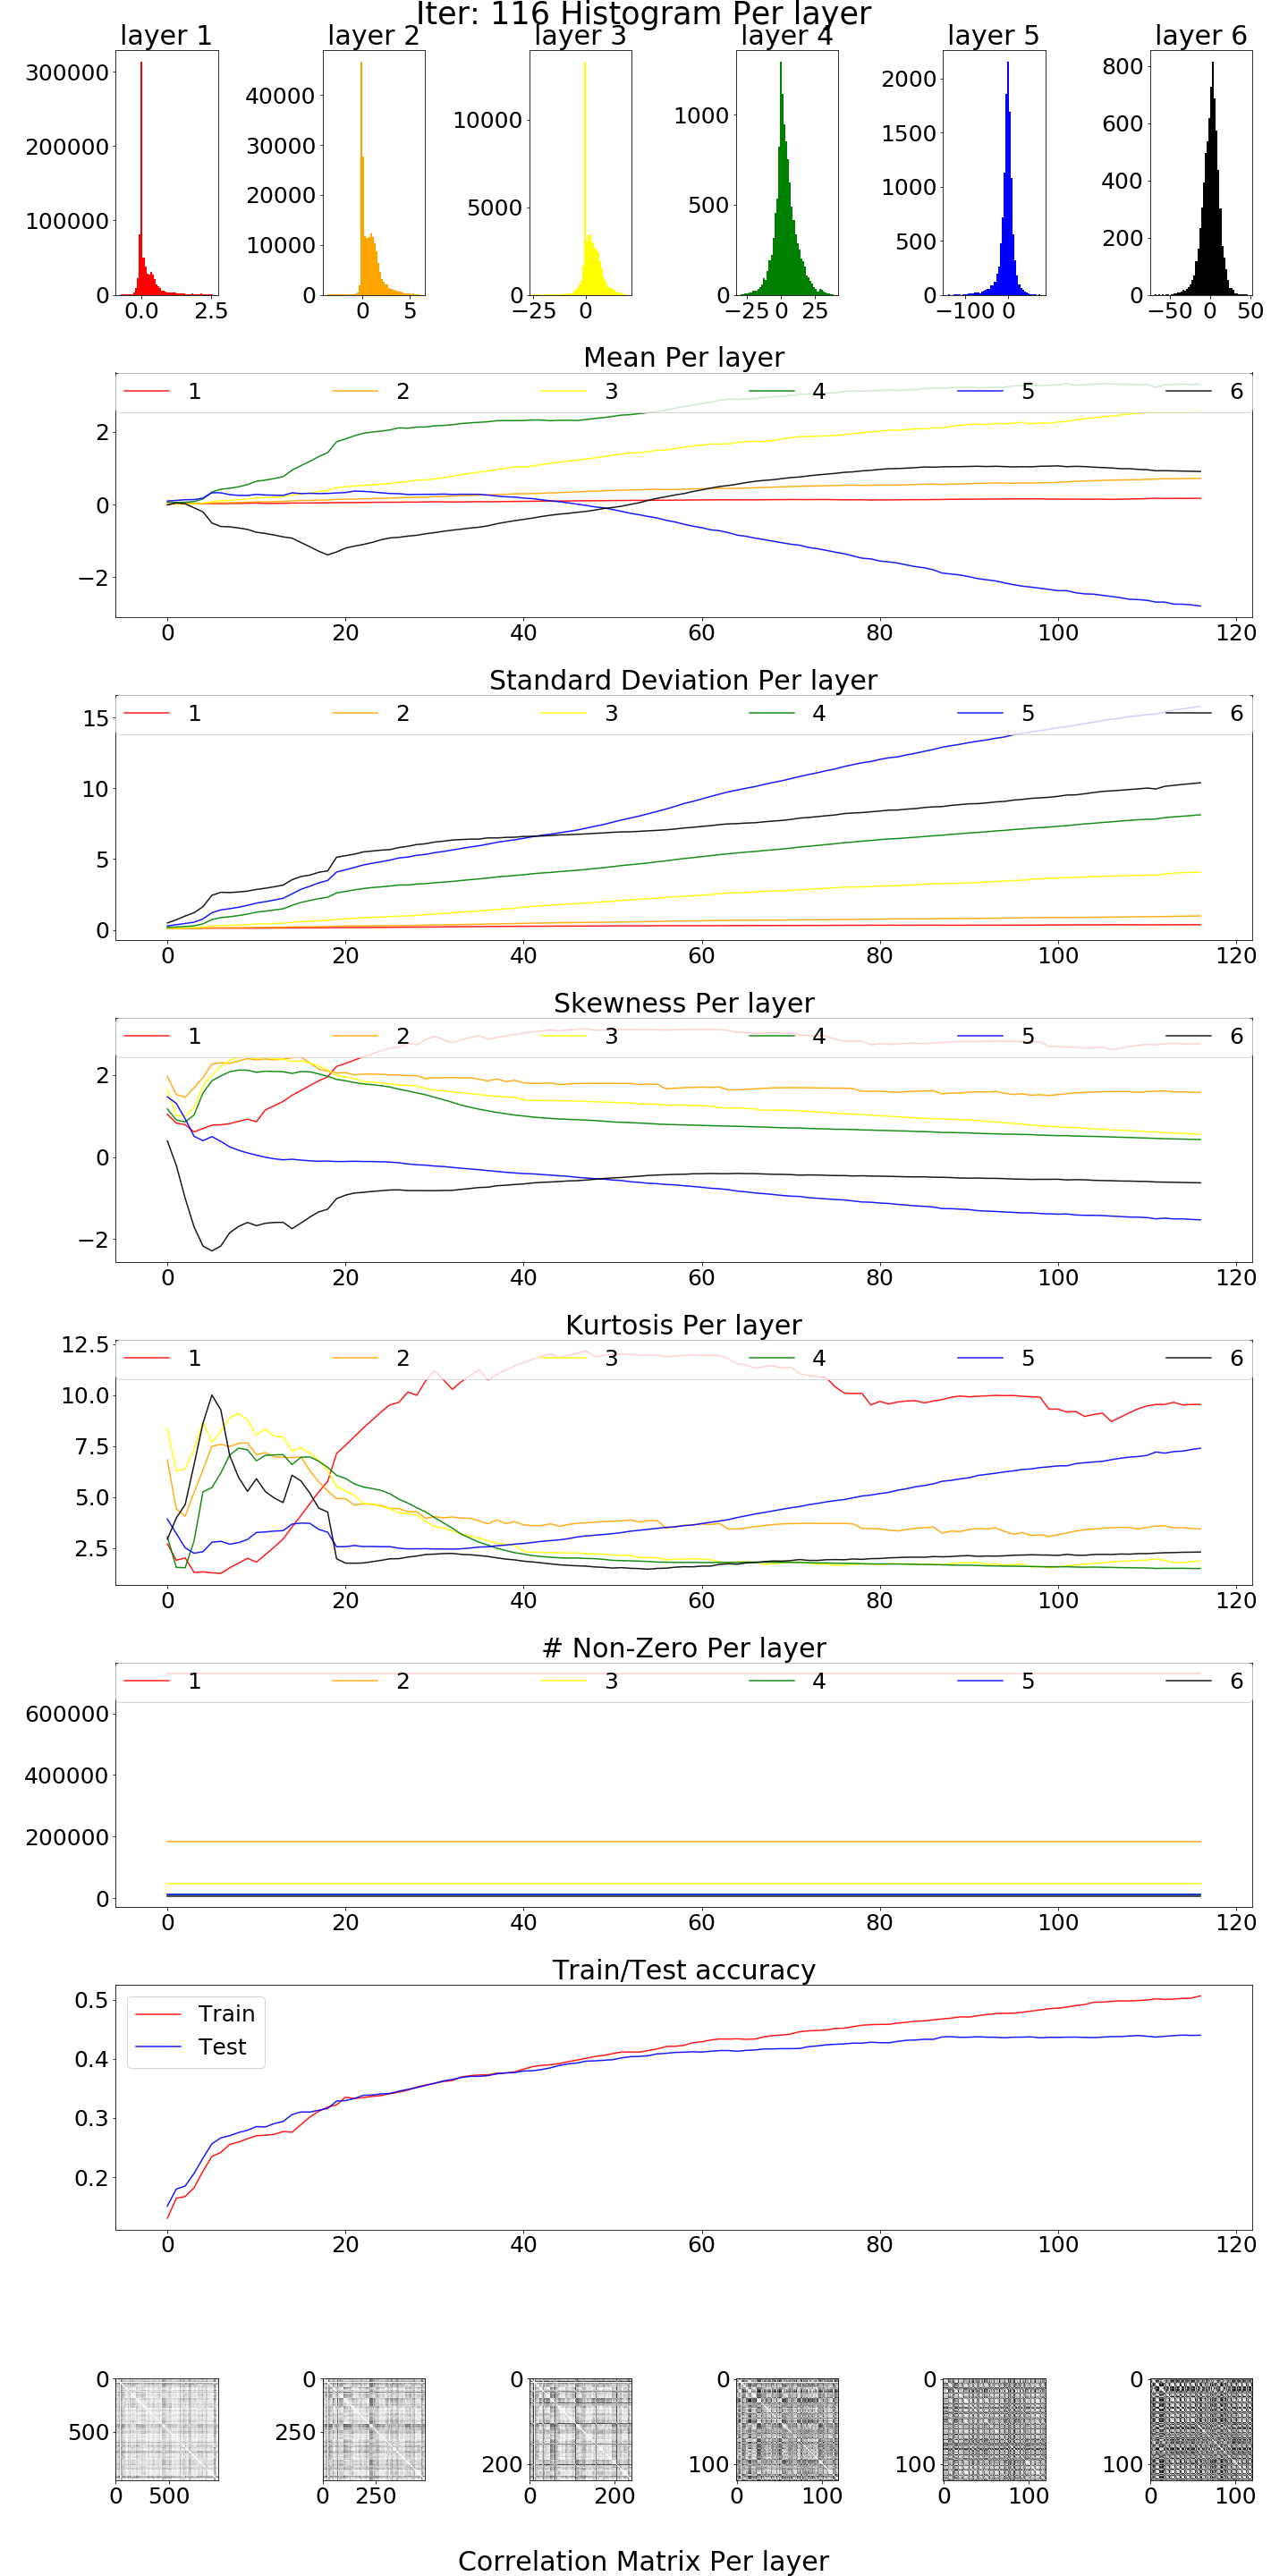 Iter: 116 Histogram Per layer
layer 1 layer 2 layer 3 layer 4 layer 5 layer 6
300000 200000 100000 0 0.0 2.5
40000 30000 20000 10000 0 0 5
10000 5000 0 −25 0
1000 500 0 −25 0 25
2000 1500 1000 500 0 −100 0
800 600 400 200 0 −50 0 50
Mean Per layer
1 2 3 4 5 6
2
0
−2
0 20 40 60 80 100 120
Standard Deviation Per layer
1 2 3 4 5 6
15
10
5
0
0 20 40 60 80 100 120
Skewness Per layer
1 2 3 4 5 6
2
0
−2
0 20 40 60 80 100 120
Kurtosis Per layer
1 2 3 4 5 6
12.5
10.0
7.5
5.0
2.5
0 20 40 60 80 100 120
# Non-Zero Per layer
1 2 3 4 5 6
600000
400000
200000
0
0 20 40 60 80 100 120
Train/Test accuracy
Train
Test
0.5
0.4
0.3
0.2
0 20 40 60 80 100 120
0 500 0 500
0 250 0 250
0 200 0 200
0 100 0 100
0 100 0 100
0 100 0 100
Correlation Matrix Per layer